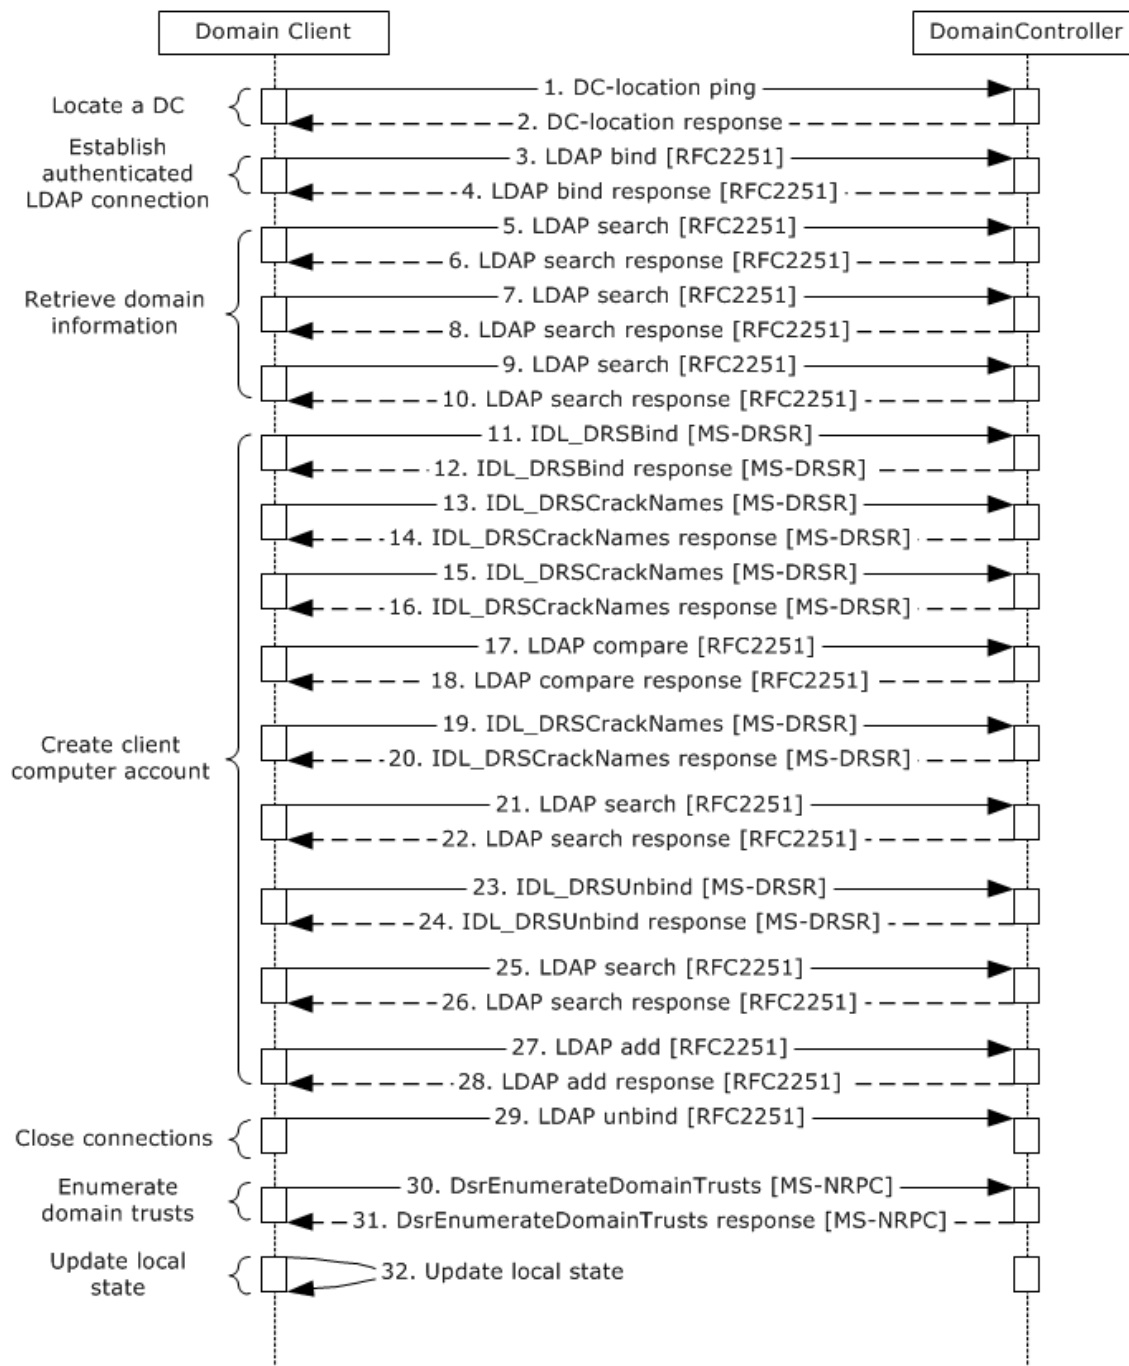 Domain Client
DomainController
Locate a DC
1. DC-location ping
2. DC-location response
Establish
authenticated
LDAP connection
3. LDAP bind [RFC2251]
4. LDAP bind response [RFC2251]
Retrieve domain
information
5. LDAP search [RFC2251]
6. LDAP search response [RFC2251]
7. LDAP search [RFC2251]
8. LDAP search response [RFC2251]
9. LDAP search [RFC2251]
10. LDAP search response [RFC2251]
Create client
computer account
11. IDL_DRSBind [MS-DRSR]
12. IDL_DRSBind response [MS-DRSR]
13. IDL_DRSCrackNames [MS-DRSR]
14. IDL_DRSCrackNames response [MS-DRSR]
15. IDL_DRSCrackNames [MS-DRSR]
16. IDL_DRSCrackNames response [MS-DRSR]
17. LDAP compare [RFC2251]
18. LDAP compare response [RFC2251]
19. IDL_DRSCrackNames [MS-DRSR]
20. IDL_DRSCrackNames response [MS-DRSR]
21. LDAP search [RFC2251]
22. LDAP search response [RFC2251]
23. IDL_DRSUnbind [MS-DRSR]
24. IDL_DRSUnbind response [MS-DRSR]
25. LDAP search [RFC2251]
26. LDAP search response [RFC2251]
27. LDAP add [RFC2251]
28. LDAP add response [RFC2251]
Close connections
29. LDAP unbind [RFC2251]
Enumerate
domain trusts
30. DsrEnumerateDomainTrusts [MS-NRPC]
31. DsrEnumerateDomainTrusts response [MS-NRPC]
Update local
state
32. Update local state